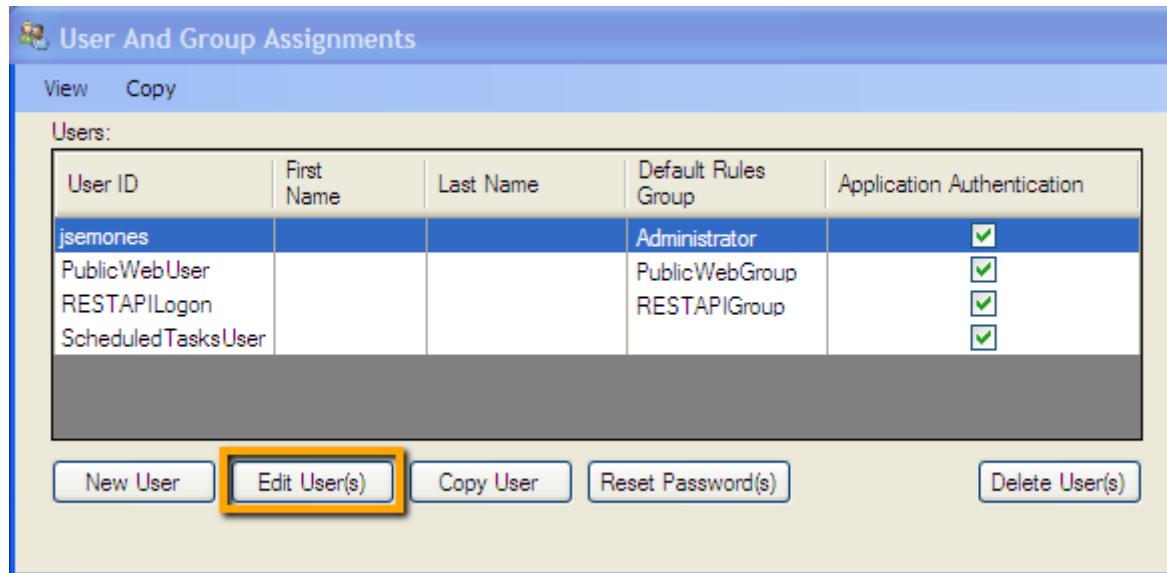 User And Group Assignments
View Copy
Users:
User ID First Name Last Name Default Rules Group Application Authentication
jsemones Administrator
PublicWebUser PublicWebGroup
RESTAPILogon RESTAPIGroup
ScheduledTasksUser
New User Edit User(s) Copy User Reset Password(s) Delete User(s)